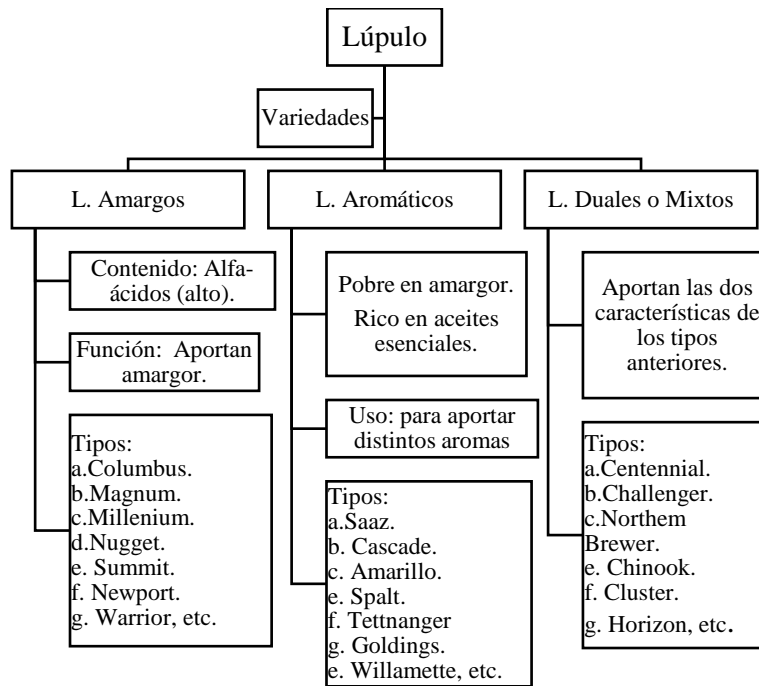 Lúpulo
Variedades
L. Amargos
Contenido: Alfa-
ácidos (alto).
Función: Aportan
amargor.
Tipos:
a.Columbus.
b.Magnum.
c.Millenium.
d.Nugget.
e. Summit.
f. Newport.
g. Warrior, etc.
L. Aromáticos
Pobre en amargor.
Rico en aceites
esenciales.
Uso: para aportar
distintos aromas
Tipos:
a.Saaz.
b. Cascade.
c. Amarillo.
e. Spalt.
f. Tettnanger
g. Goldings.
e. Willamette, etc.
L. Duales o Mixtos
Aportan las dos
características de
los tipos
anteriores.
Tipos:
a.Centennial.
b.Challenger.
c.Northem
Brewer.
e. Chinook.
f. Cluster.
g. Horizon, etc.